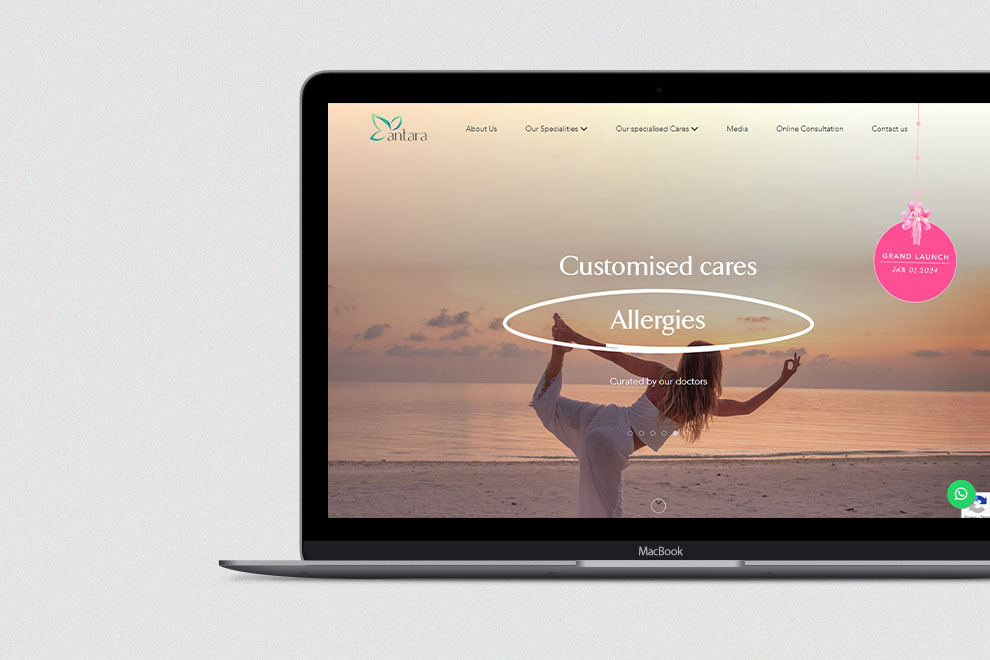 antara
About Us
Our Specialities
Our specialised Cares
Media
Online Consultation
Contact us
GRAND LAUNCH
JAN 01.2024
Customised cares
Allergies
Curated by our doctors
MacBook